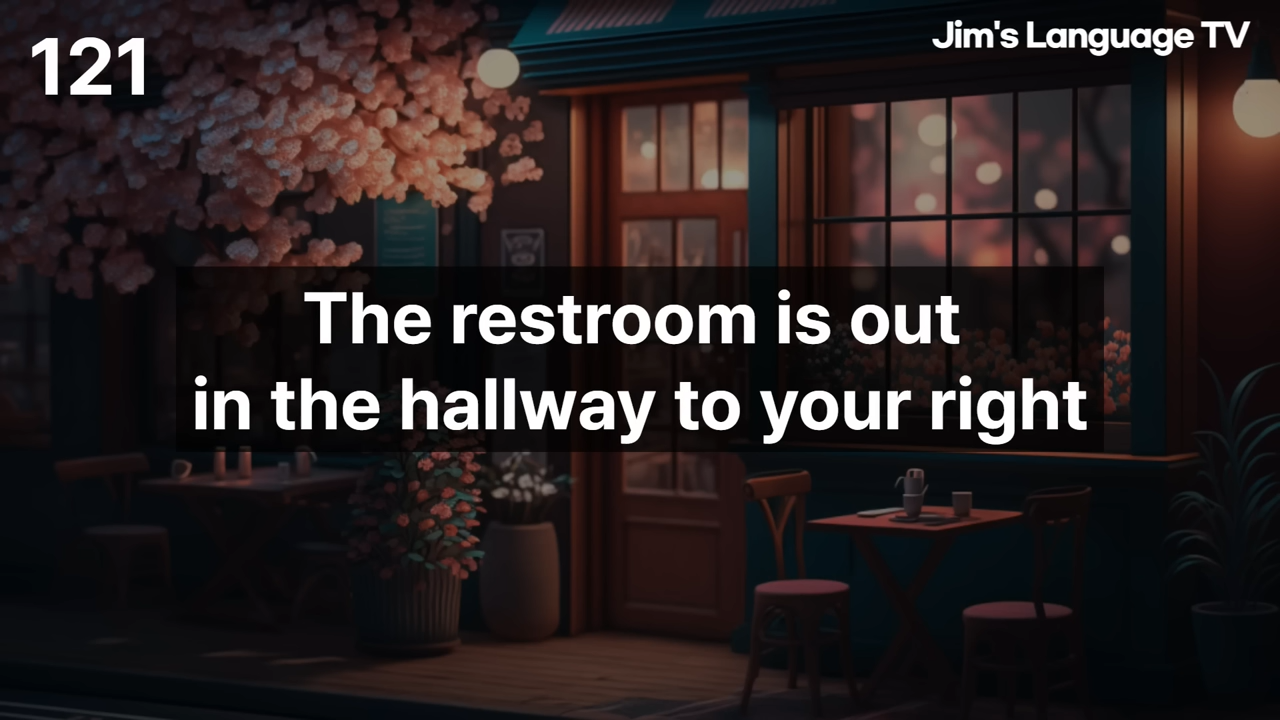 121
Jim's Language TV
The restroom is out
in the hallway to your right